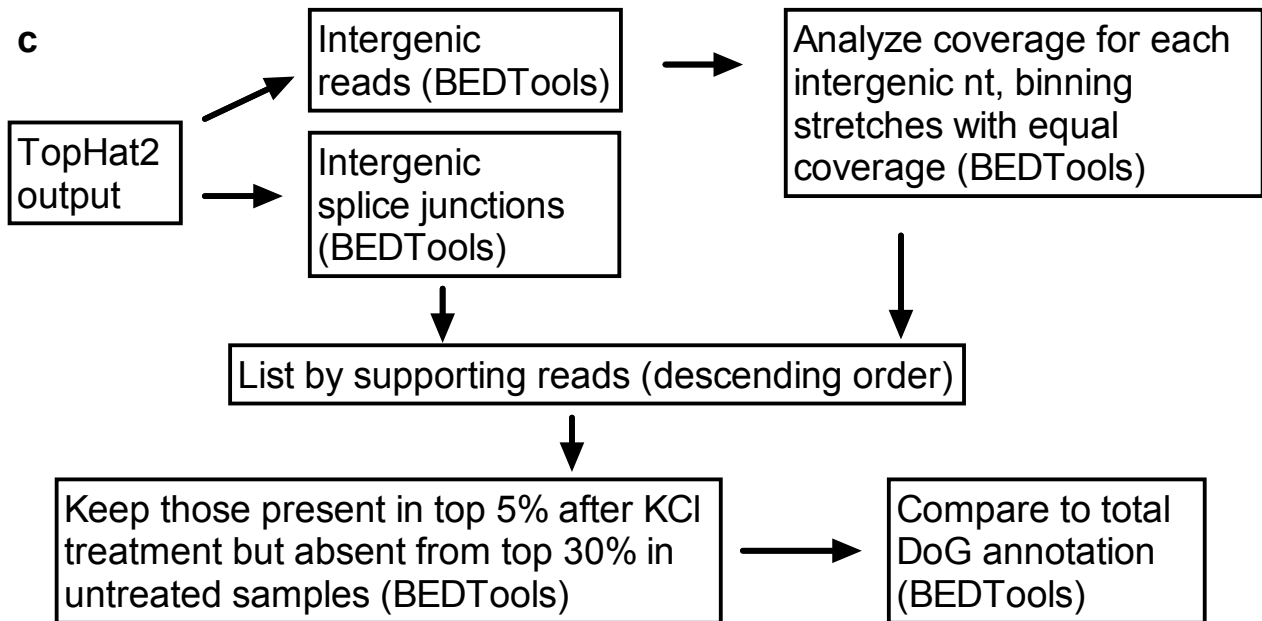 c
TopHat2
output
Intergenic
reads (BEDTools)
Intergenic
splice junctions
(BEDTools)
Analyze coverage for each
intergenic nt, binning
stretches with equal
coverage (BEDTools)
List by supporting reads (descending order)
Keep those present in top 5% after KCl
treatment but absent from top 30% in
untreated samples (BEDTools)
Compare to total
DoG annotation
(BEDTools)